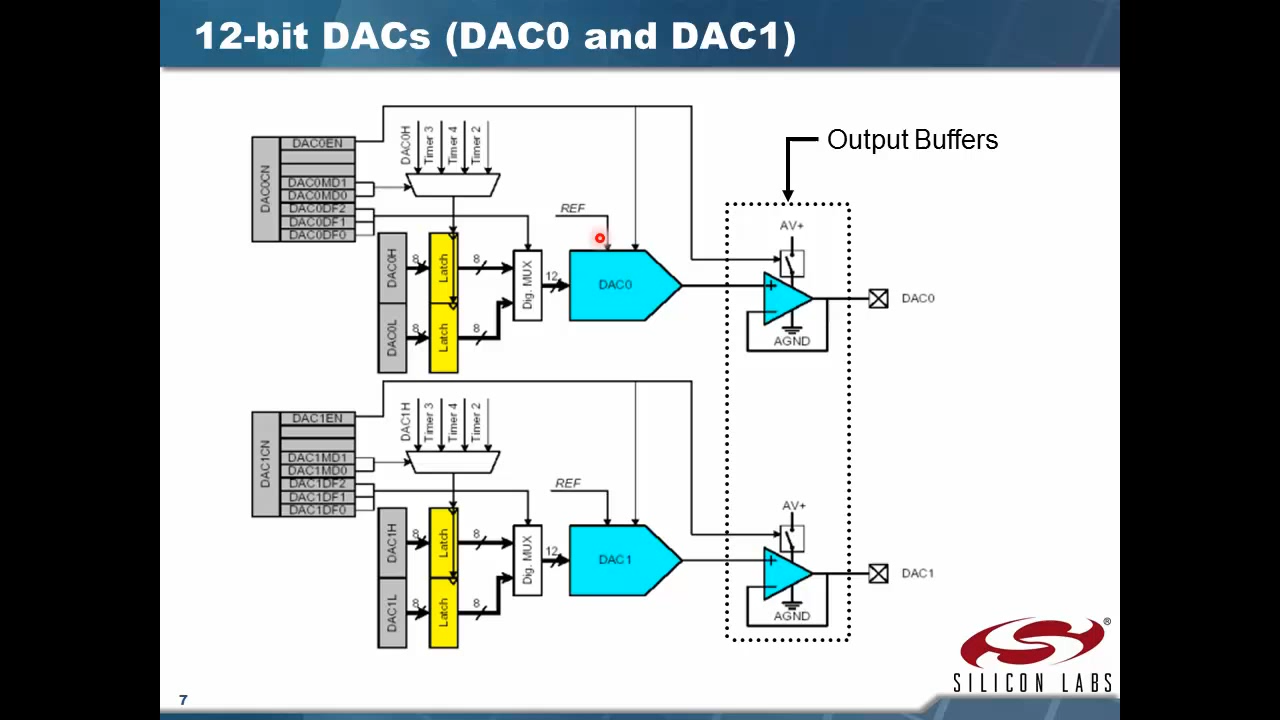 12-bit DACs (DAC0 and DAC1)
Output Buffers
DAC0CN
DAC0EN
DAC0MD1
DAC0MD0
DAC0DF2
DAC0DF1
DAC0DF0
DAC0H
Timer 3
Timer 4
Timer 2
REF
AV+
DAC0H
8
Latch
8
Dig. MUX
12
DAC0
DAC0
DAC0L
8
Latch
8
AGND
DAC1CN
DAC1EN
DAC1MD1
DAC1MD0
DAC1DF2
DAC1DF1
DAC1DF0
DAC1H
Timer 3
Timer 4
Timer 2
REF
AV+
DAC1H
8
Latch
8
Dig. MUX
12
DAC1
DAC1
DAC1L
8
Latch
8
AGND
SILICON LABS
®
7